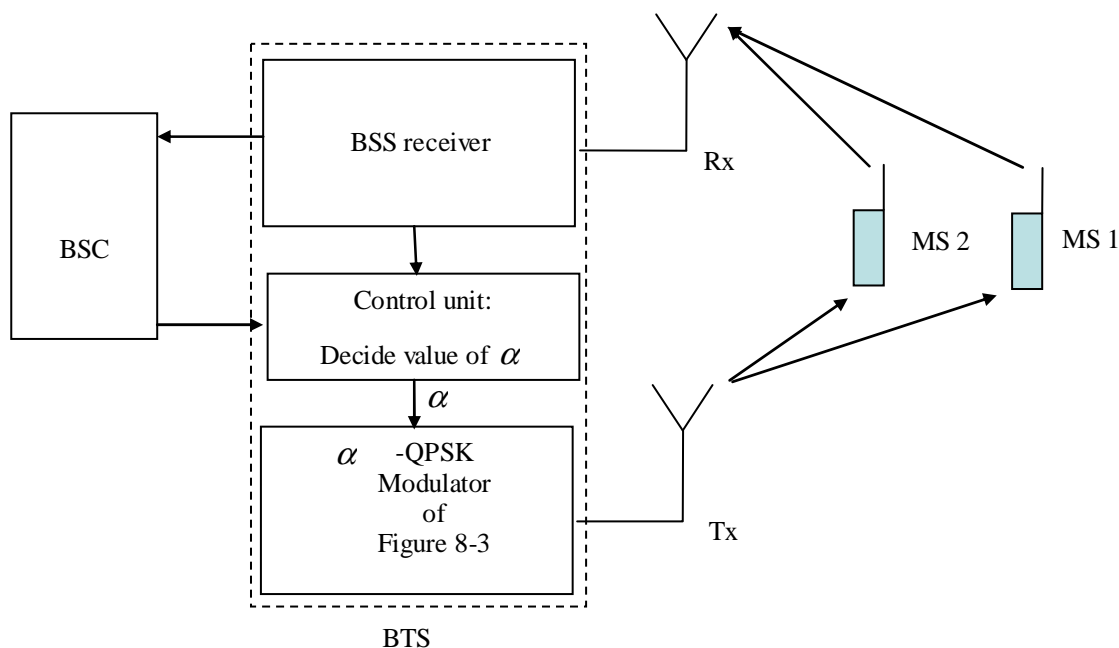 BSS receiver
Rx
BSC
MS 2
MS 1
Control unit:
Decide value of α
α
α -QPSK
Modulator
of
Figure 8-3
Tx
BTS